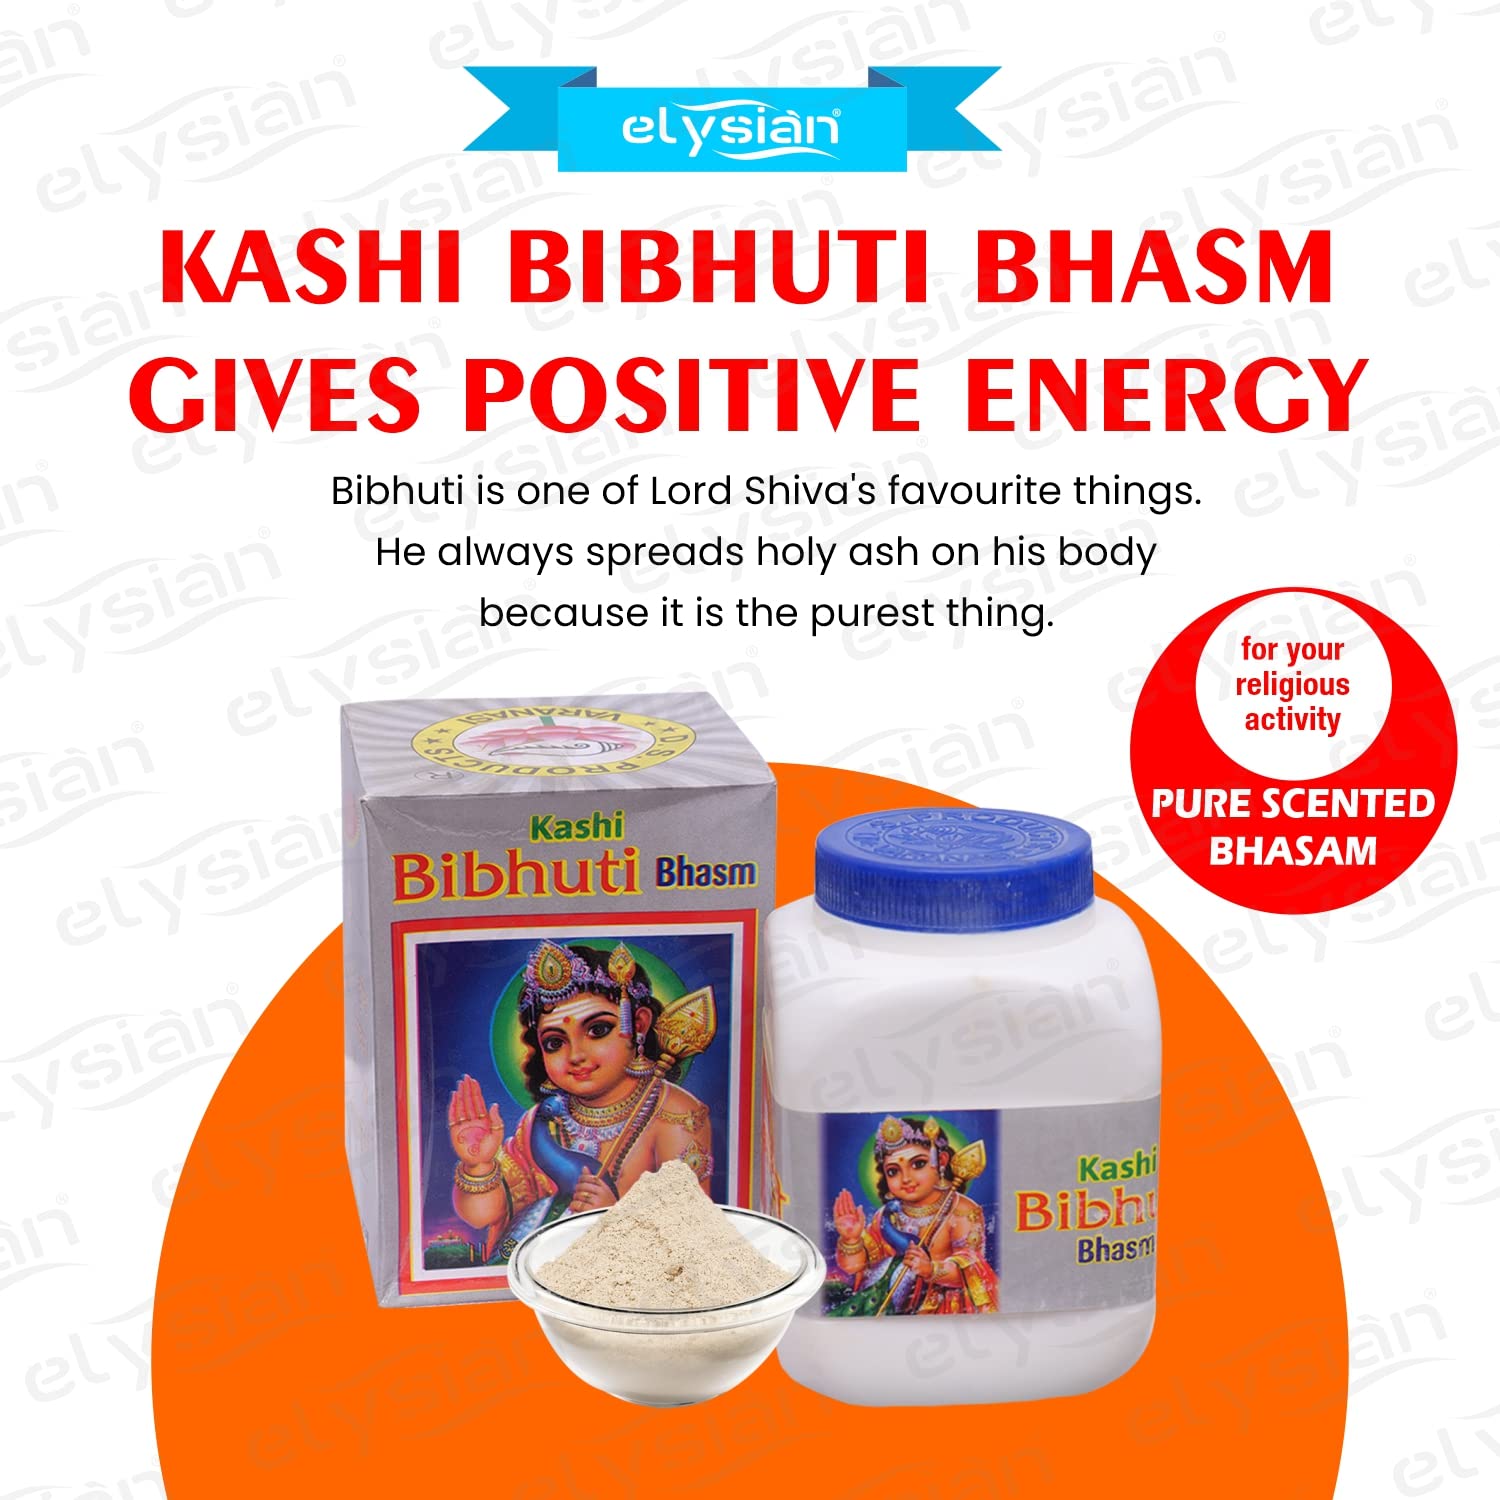 elysiàn®
KASHI BIBHUTI BHASM
GIVES POSITIVE ENERGY
Bibhuti is one of Lord Shiva's favourite things.
He always spreads holy ash on his body
because it is the purest thing.
for your
religious
activity
PURE SCENTED
BHASAM
D.S. PRODUCTS
VARANASI
Kashi
Bibhuti Bhasm
Kashi
Bibhu
Bhasm